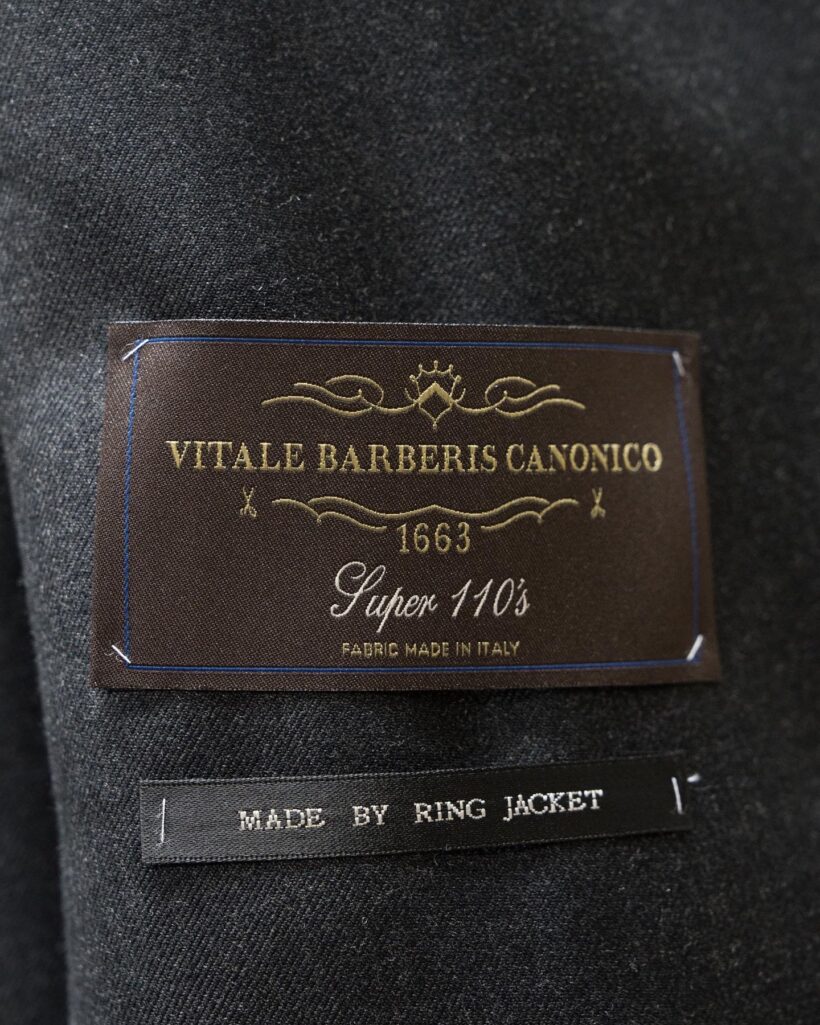 VITALE BARBERIS CANONICO
1663
Super 110's
FABRIC MADE IN ITALY
MADE BY RING JACKET